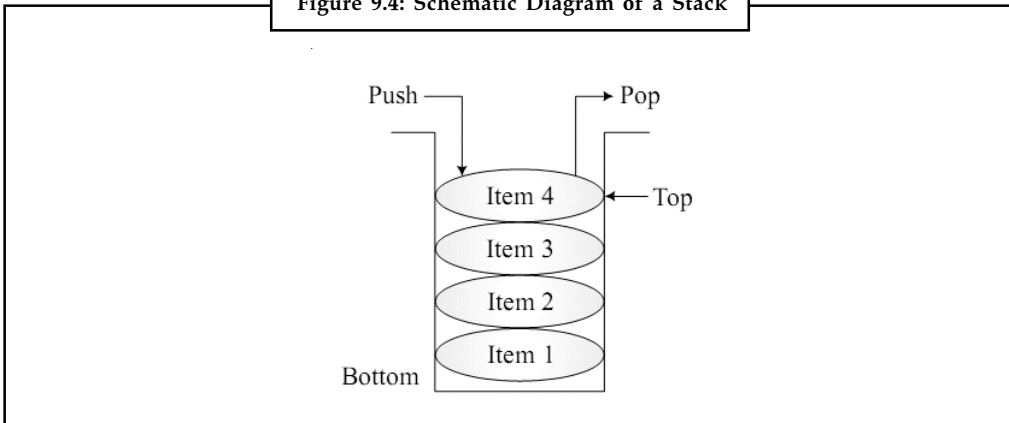 Figure 9.4: Schematic Diagram of a Stack
Push
Pop
Item 4
Top
Item 3
Item 2
Item 1
Bottom